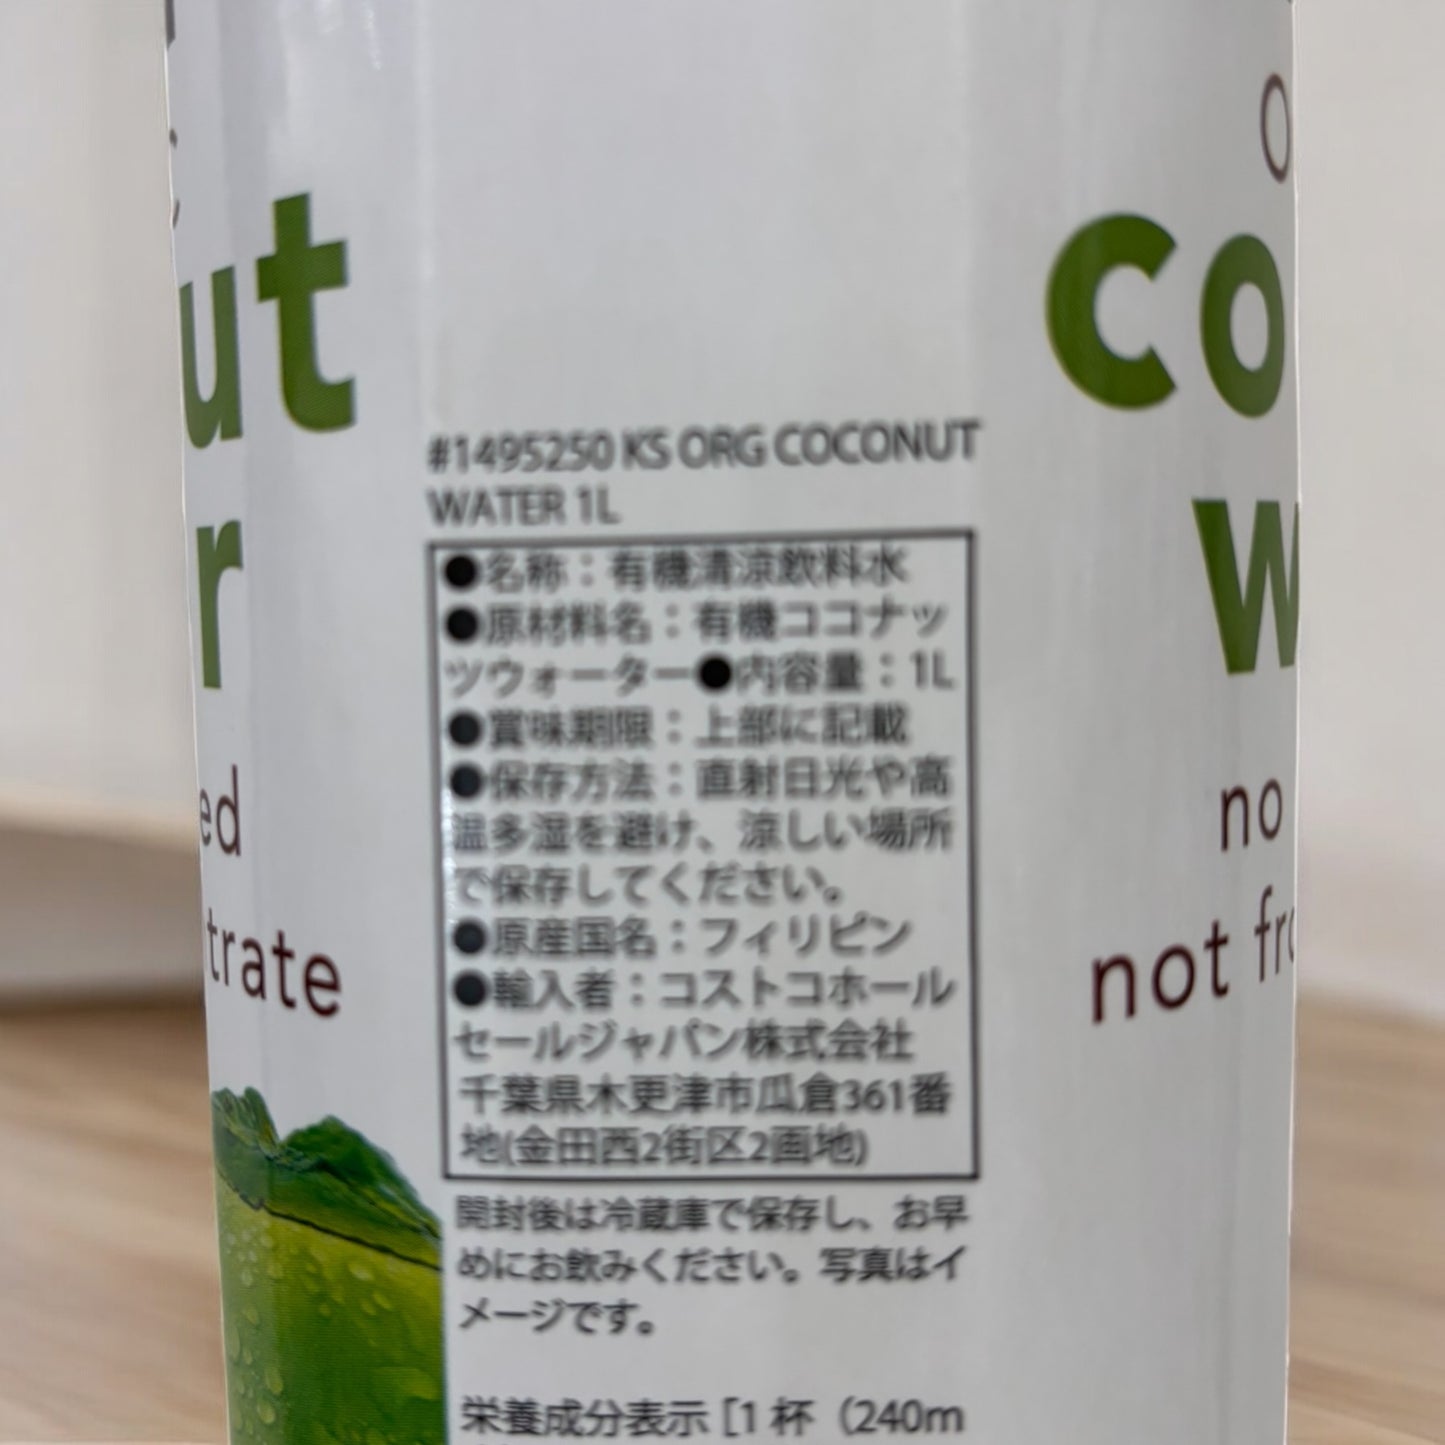 ut
r
ed
trate
#1495250 KS ORG COCONUT
WATER 1L
●名称：有機清涼飲料水
●原材料名：有機ココナッ
ツウォーター●内容量：1L
●賞味期限：上部に記載
●保存方法：直射日光や高
温多湿を避け、涼しい場所
で保存してください。
●原産国名：フィリピン
●輸入者：コストコホール
セールジャパン株式会社
千葉県木更津市瓜倉361番
地(金田西2街区2画地)
開封後は冷蔵庫で保存し、お早
めにお飲みください。写真はイ
メージです。
栄養成分表示 [1 杯（240m
co
w
no
not fro